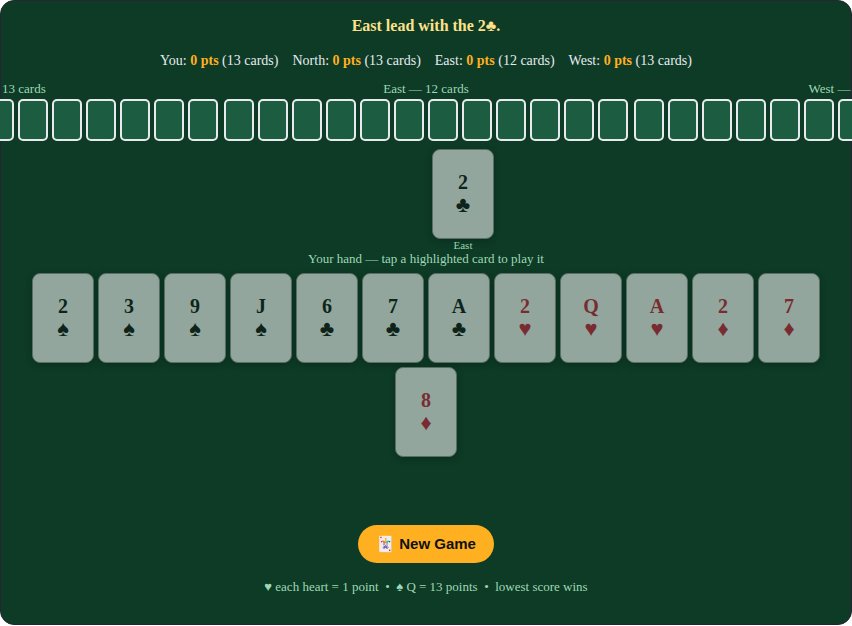 East lead with the 2♣.
You: 0 pts (13 cards) North: 0 pts (13 cards) East: 0 pts (12 cards) West: 0 pts (13 cards)
13 cards East — 12 cards West —
2
♣
East
Your hand — tap a highlighted card to play it
2 3 9 J 6 7 A 2 Q A 2 7
♠ ♠ ♠ ♠ ♣ ♣ ♣ ♥ ♥ ♥ ♦ ♦
8
♦
🃏 New Game
♥ each heart = 1 point • ♠ Q = 13 points • lowest score wins